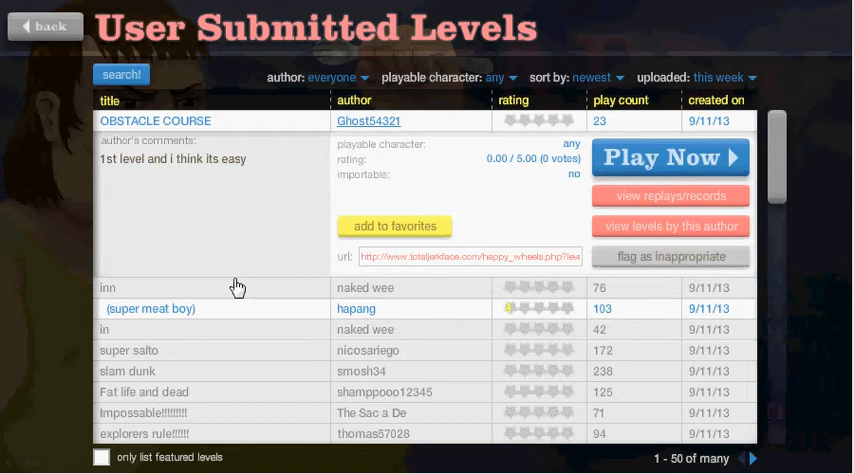 back
User Submitted Levels
search!
author: everyone playable character: any sort by: newest uploaded: this week
title author rating play count created on
OBSTACLE COURSE Ghost54321 23 9/11/13
author's comments:
1st level and i think its easy
playable character: any
rating: 0.00 / 5.00 (0 votes)
importable: no
Play Now
view replays/records
add to favorites
view levels by this author
url: http://www.totaljerkface.com/happy_wheels.php?leve
flag as inappropriate
inn naked wee 76 9/11/13
(super meat boy) hapang 103 9/11/13
in naked wee 42 9/11/13
super salto nicosariego 172 9/11/13
slam dunk smosh34 238 9/11/13
Fat life and dead shamppooo12345 125 9/11/13
Impossable!!!!!!!!! The Sac a De 71 9/11/13
explorers rule!!!!!! thomas57028 94 9/11/13
only list featured levels
1 - 50 of many